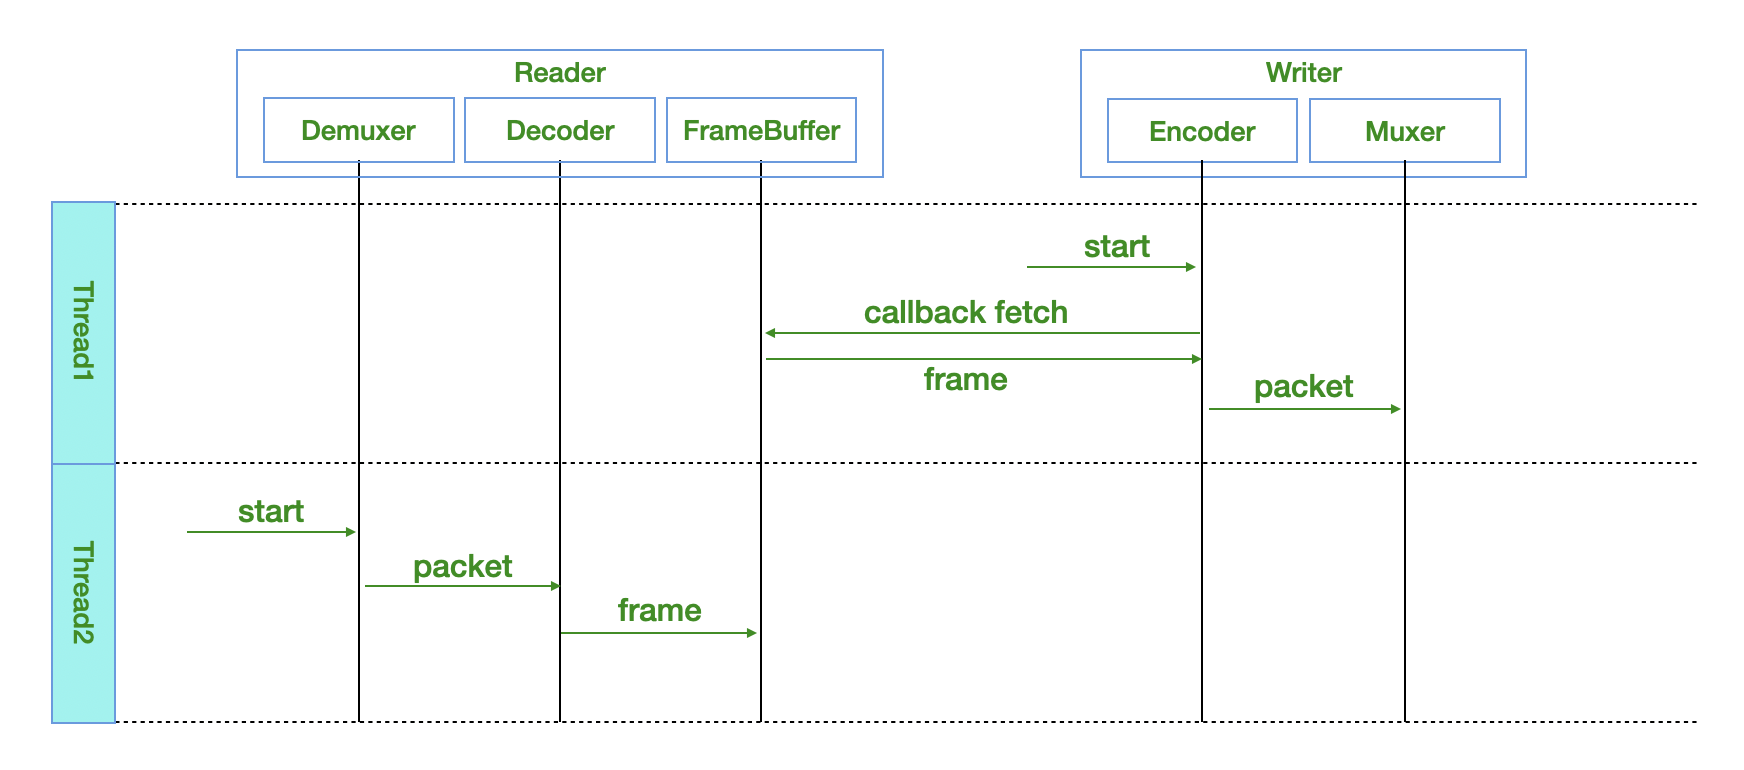 Reader
Writer
Demuxer
Decoder
FrameBuffer
Encoder
Muxer
Thread1
start
callback fetch
frame
packet
Thread2
start
packet
frame